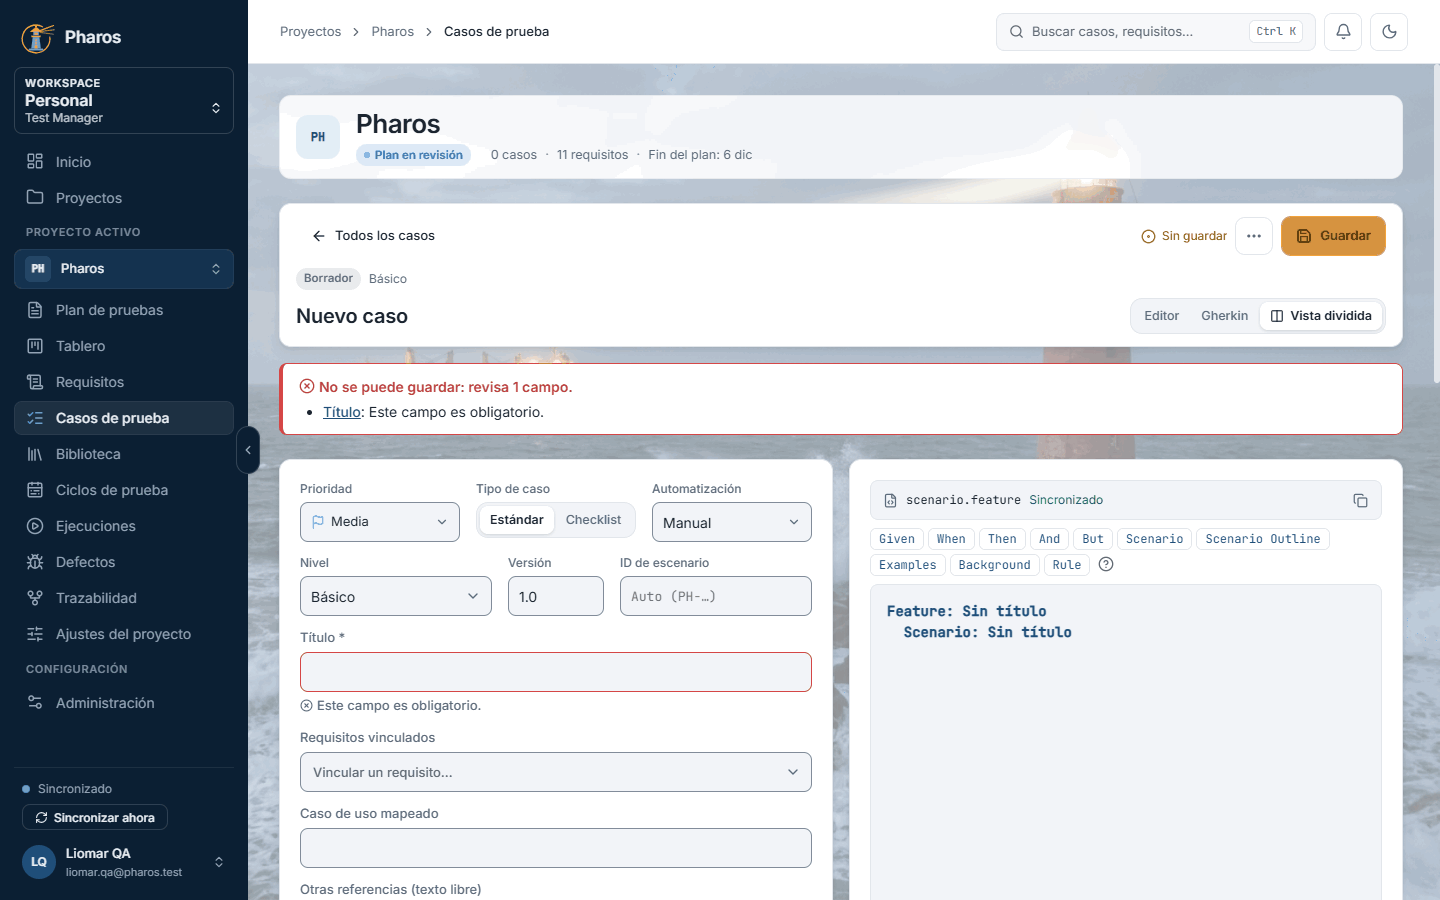 Pharos
WORKSPACE
Personal
Test Manager
Inicio
Proyectos
PROYECTO ACTIVO
PH Pharos
Plan de pruebas
Tablero
Requisitos
Casos de prueba
Biblioteca
Ciclos de prueba
Ejecuciones
Defectos
Trazabilidad
Ajustes del proyecto
CONFIGURACIÓN
Administración
Sincronizado
Sincronizar ahora
LQ
Liomar QA
liomar.qa@pharos.test
Proyectos > Pharos > Casos de prueba
Buscar casos, requisitos... Ctrl K
PH
Pharos
Plan en revisión 0 casos · 11 requisitos · Fin del plan: 6 dic
Todos los casos
Sin guardar
Guardar
Borrador Básico
Nuevo caso
Editor Gherkin Vista dividida
No se puede guardar: revisa 1 campo.
• Título: Este campo es obligatorio.
Prioridad Tipo de caso Automatización
Media Estándar Checklist Manual
Nivel Versión ID de escenario
Básico 1.0 Auto (PH-…)
Título *
Este campo es obligatorio.
Requisitos vinculados
Vincular un requisito...
Caso de uso mapeado
Otras referencias (texto libre)
scenario.feature Sincronizado
Given When Then And But Scenario Scenario Outline
Examples Background Rule
Feature: Sin título
Scenario: Sin título